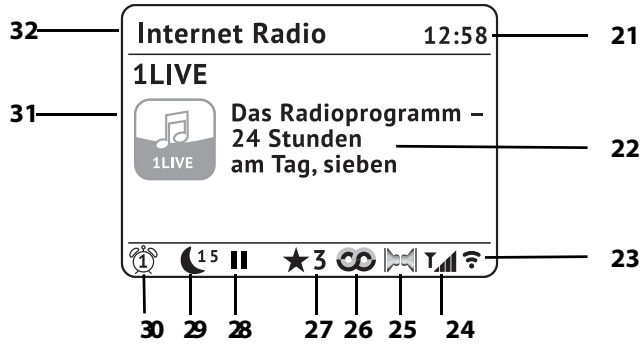 32
Internet Radio 12:58
21
1LIVE
31
Das Radioprogramm –
24 Stunden
am Tag, sieben
22
1LIVE
1 15 3
23
30 29 28 27 26 25 24